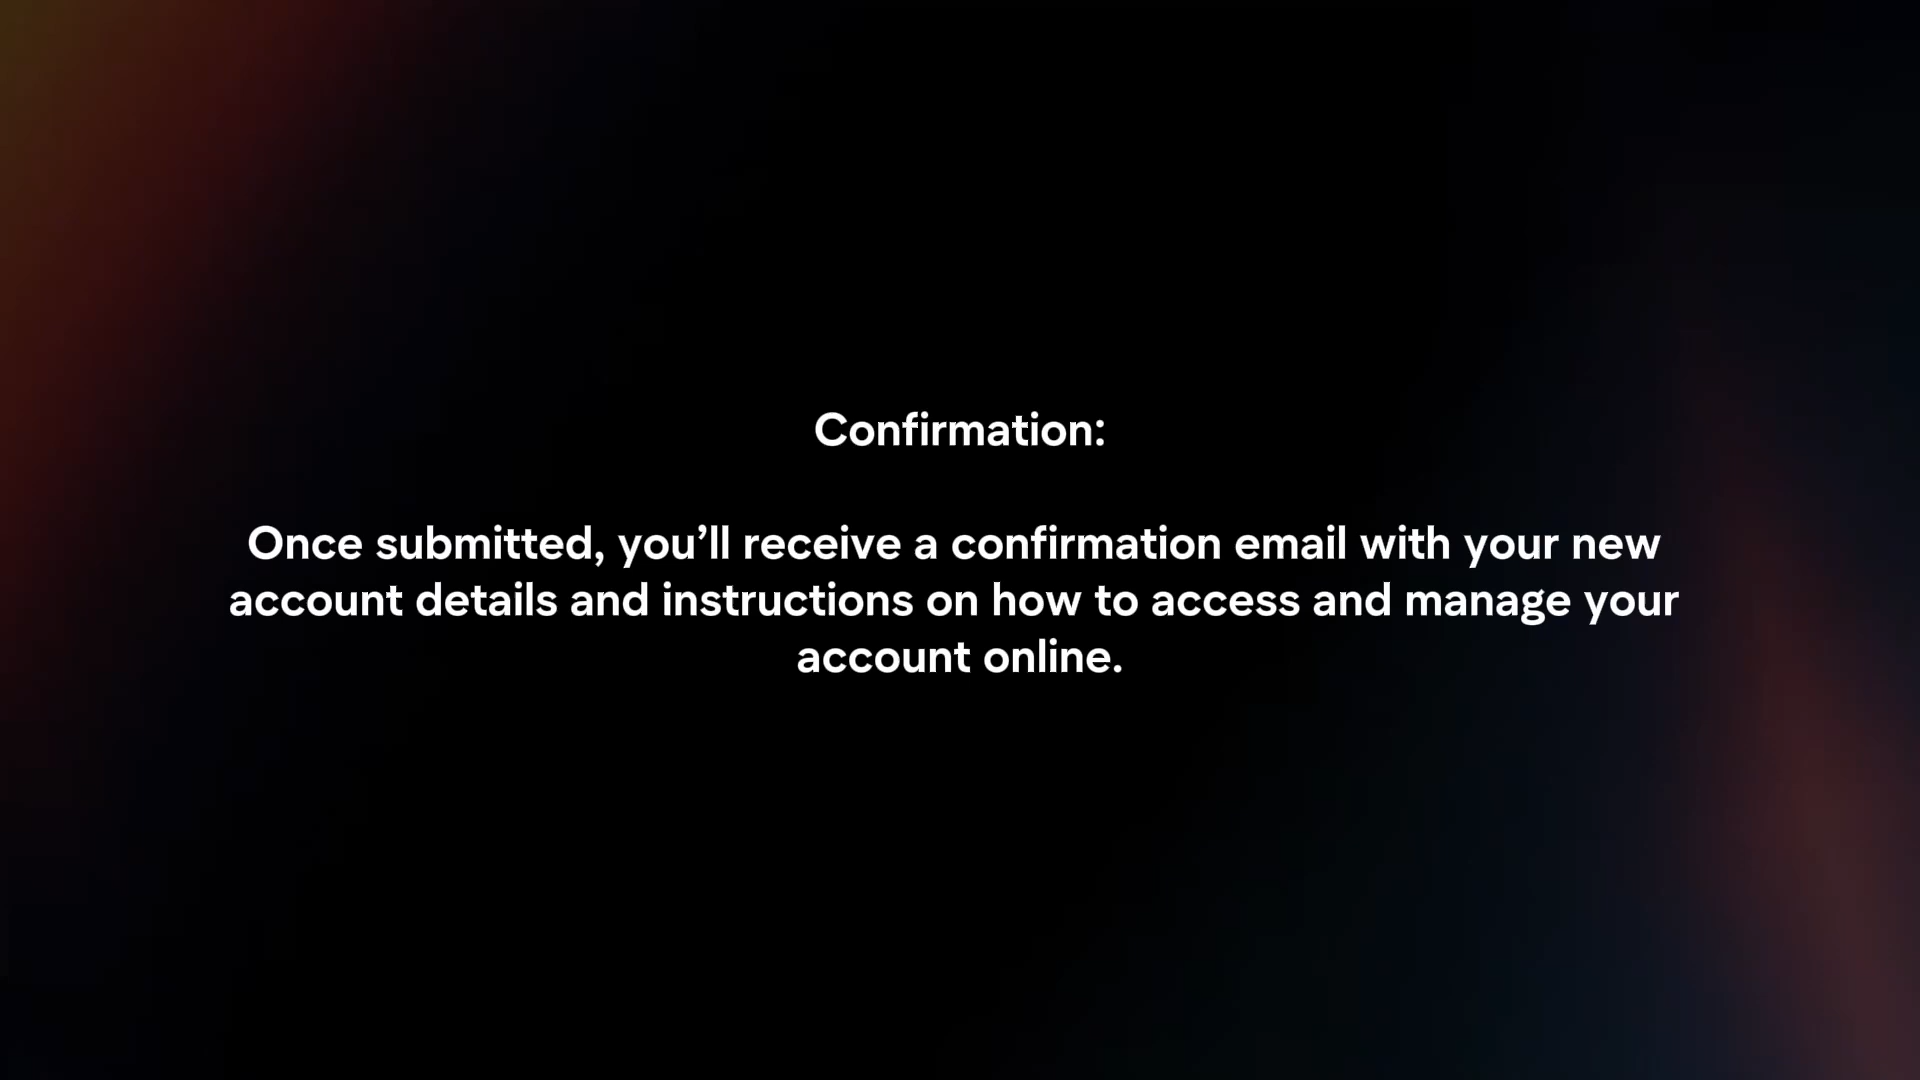 Confirmation:
Once submitted, you’ll receive a confirmation email with your new
account details and instructions on how to access and manage your
account online.